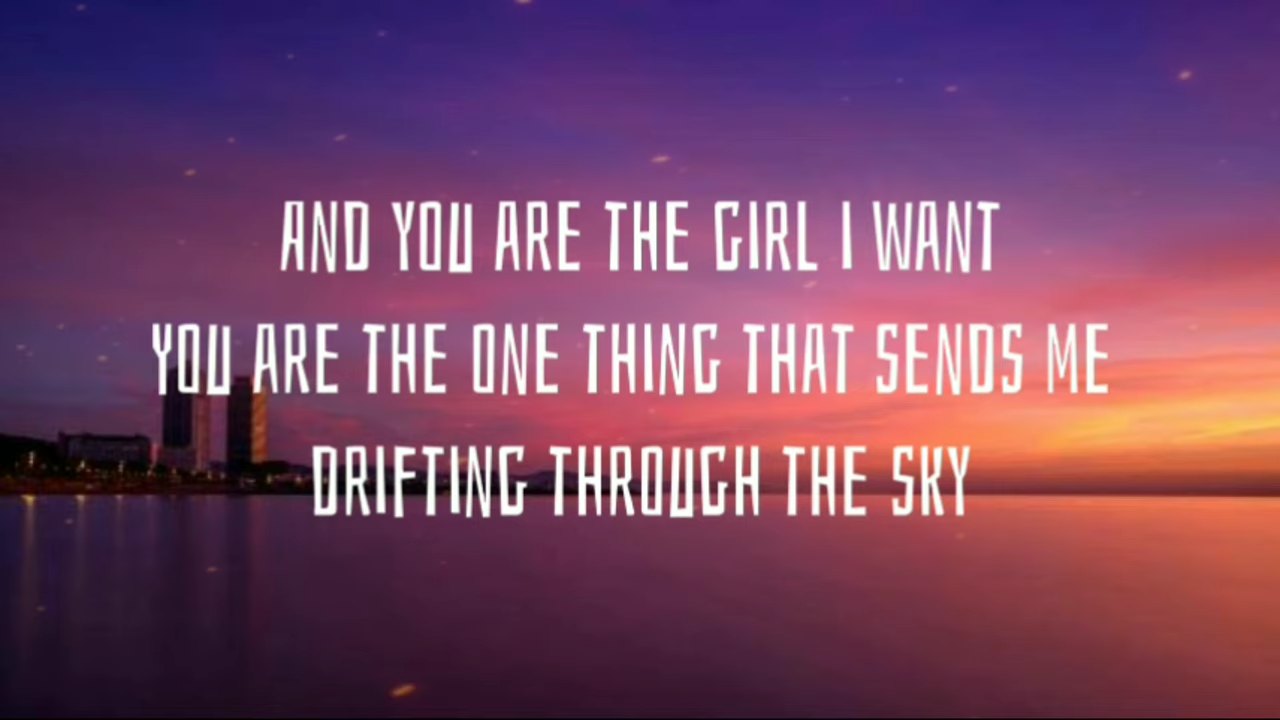 AND YOU ARE THE GIRL I WANT
YOU ARE THE ONE THING THAT SENDS ME
DRIFTING THROUGH THE SKY